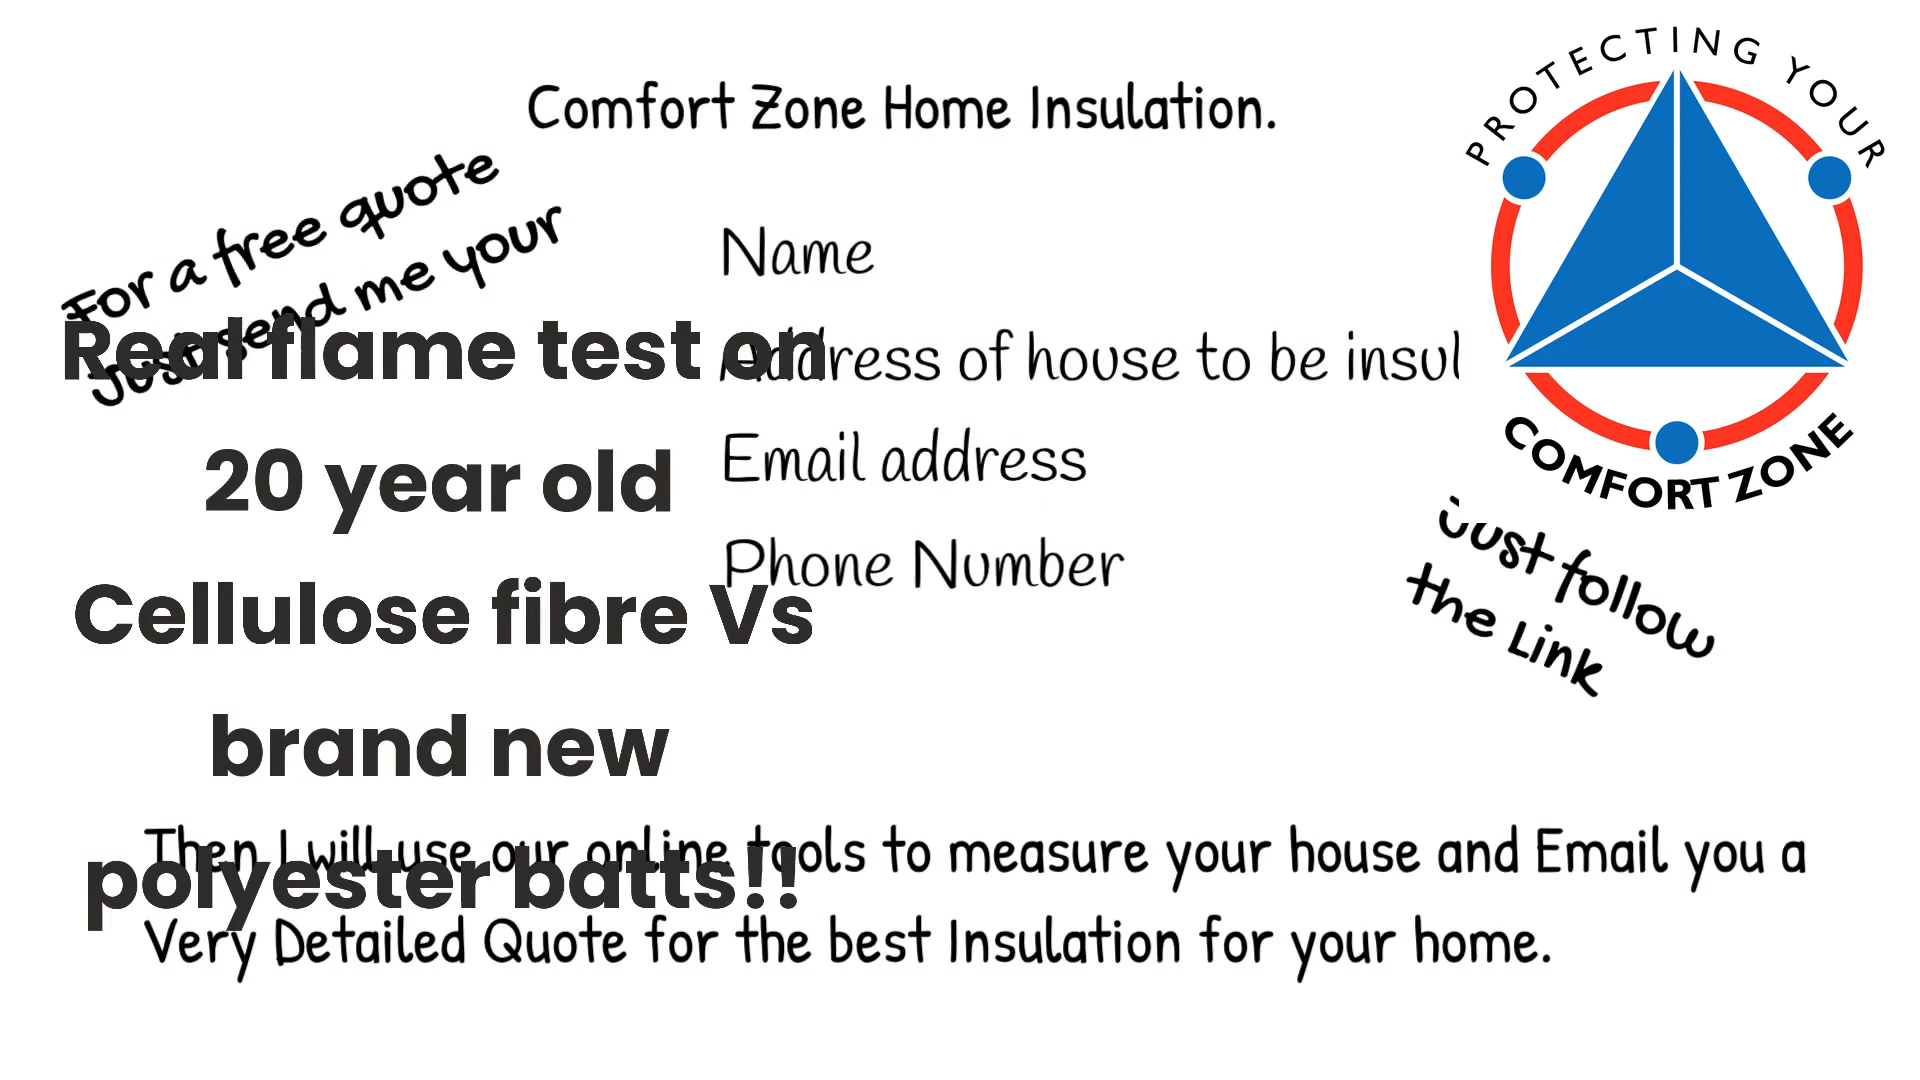 PROTECTING YOUR
Comfort Zone Home Insulation.
For a free quote
Just send me your
Name
Address of house to be insul
Email address
Phone Number
COMFORT ZONE
Just follow
the Link
Real flame test on
20 year old
Cellulose fibre Vs
brand new
polyester batts!!
Then I will use our online tools to measure your house and Email you a
Very Detailed Quote for the best Insulation for your home.